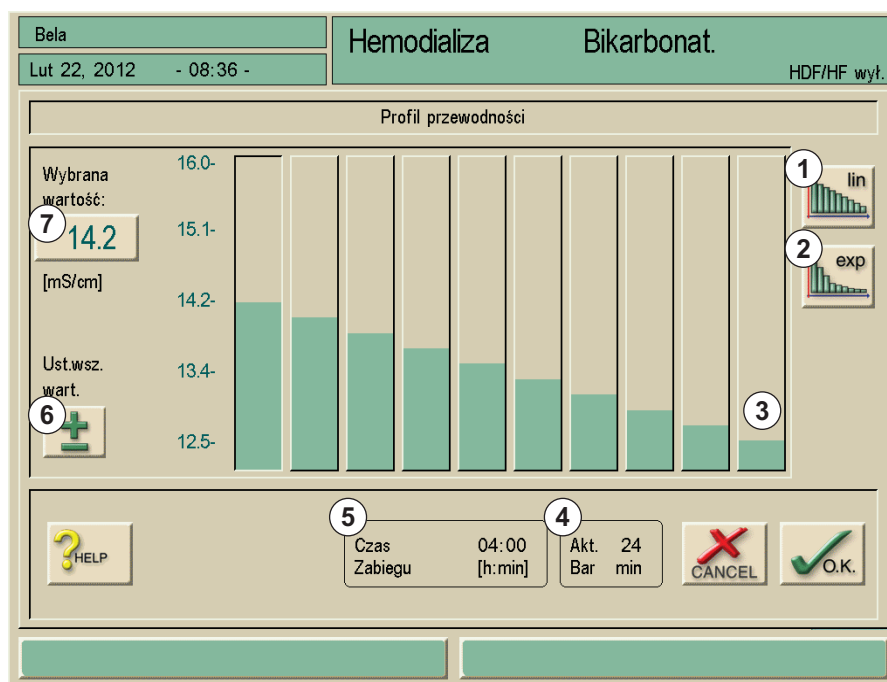 Bela
Lut 22, 2012 - 08:36 -
Hemodializa Bikarbonat.
HDF/HF wył.
Profil przewodności
Wybrana
wartość:
7
14.2
[mS/cm]
Ust.wsz.
wart.
6
16.0-
15.1-
14.2-
13.4-
12.5-
1
lin
2
exp
3
HELP
5
Czas 04:00
Zabiegu [h:min]
4
Akt. 24
Bar min
CANCEL
O.K.